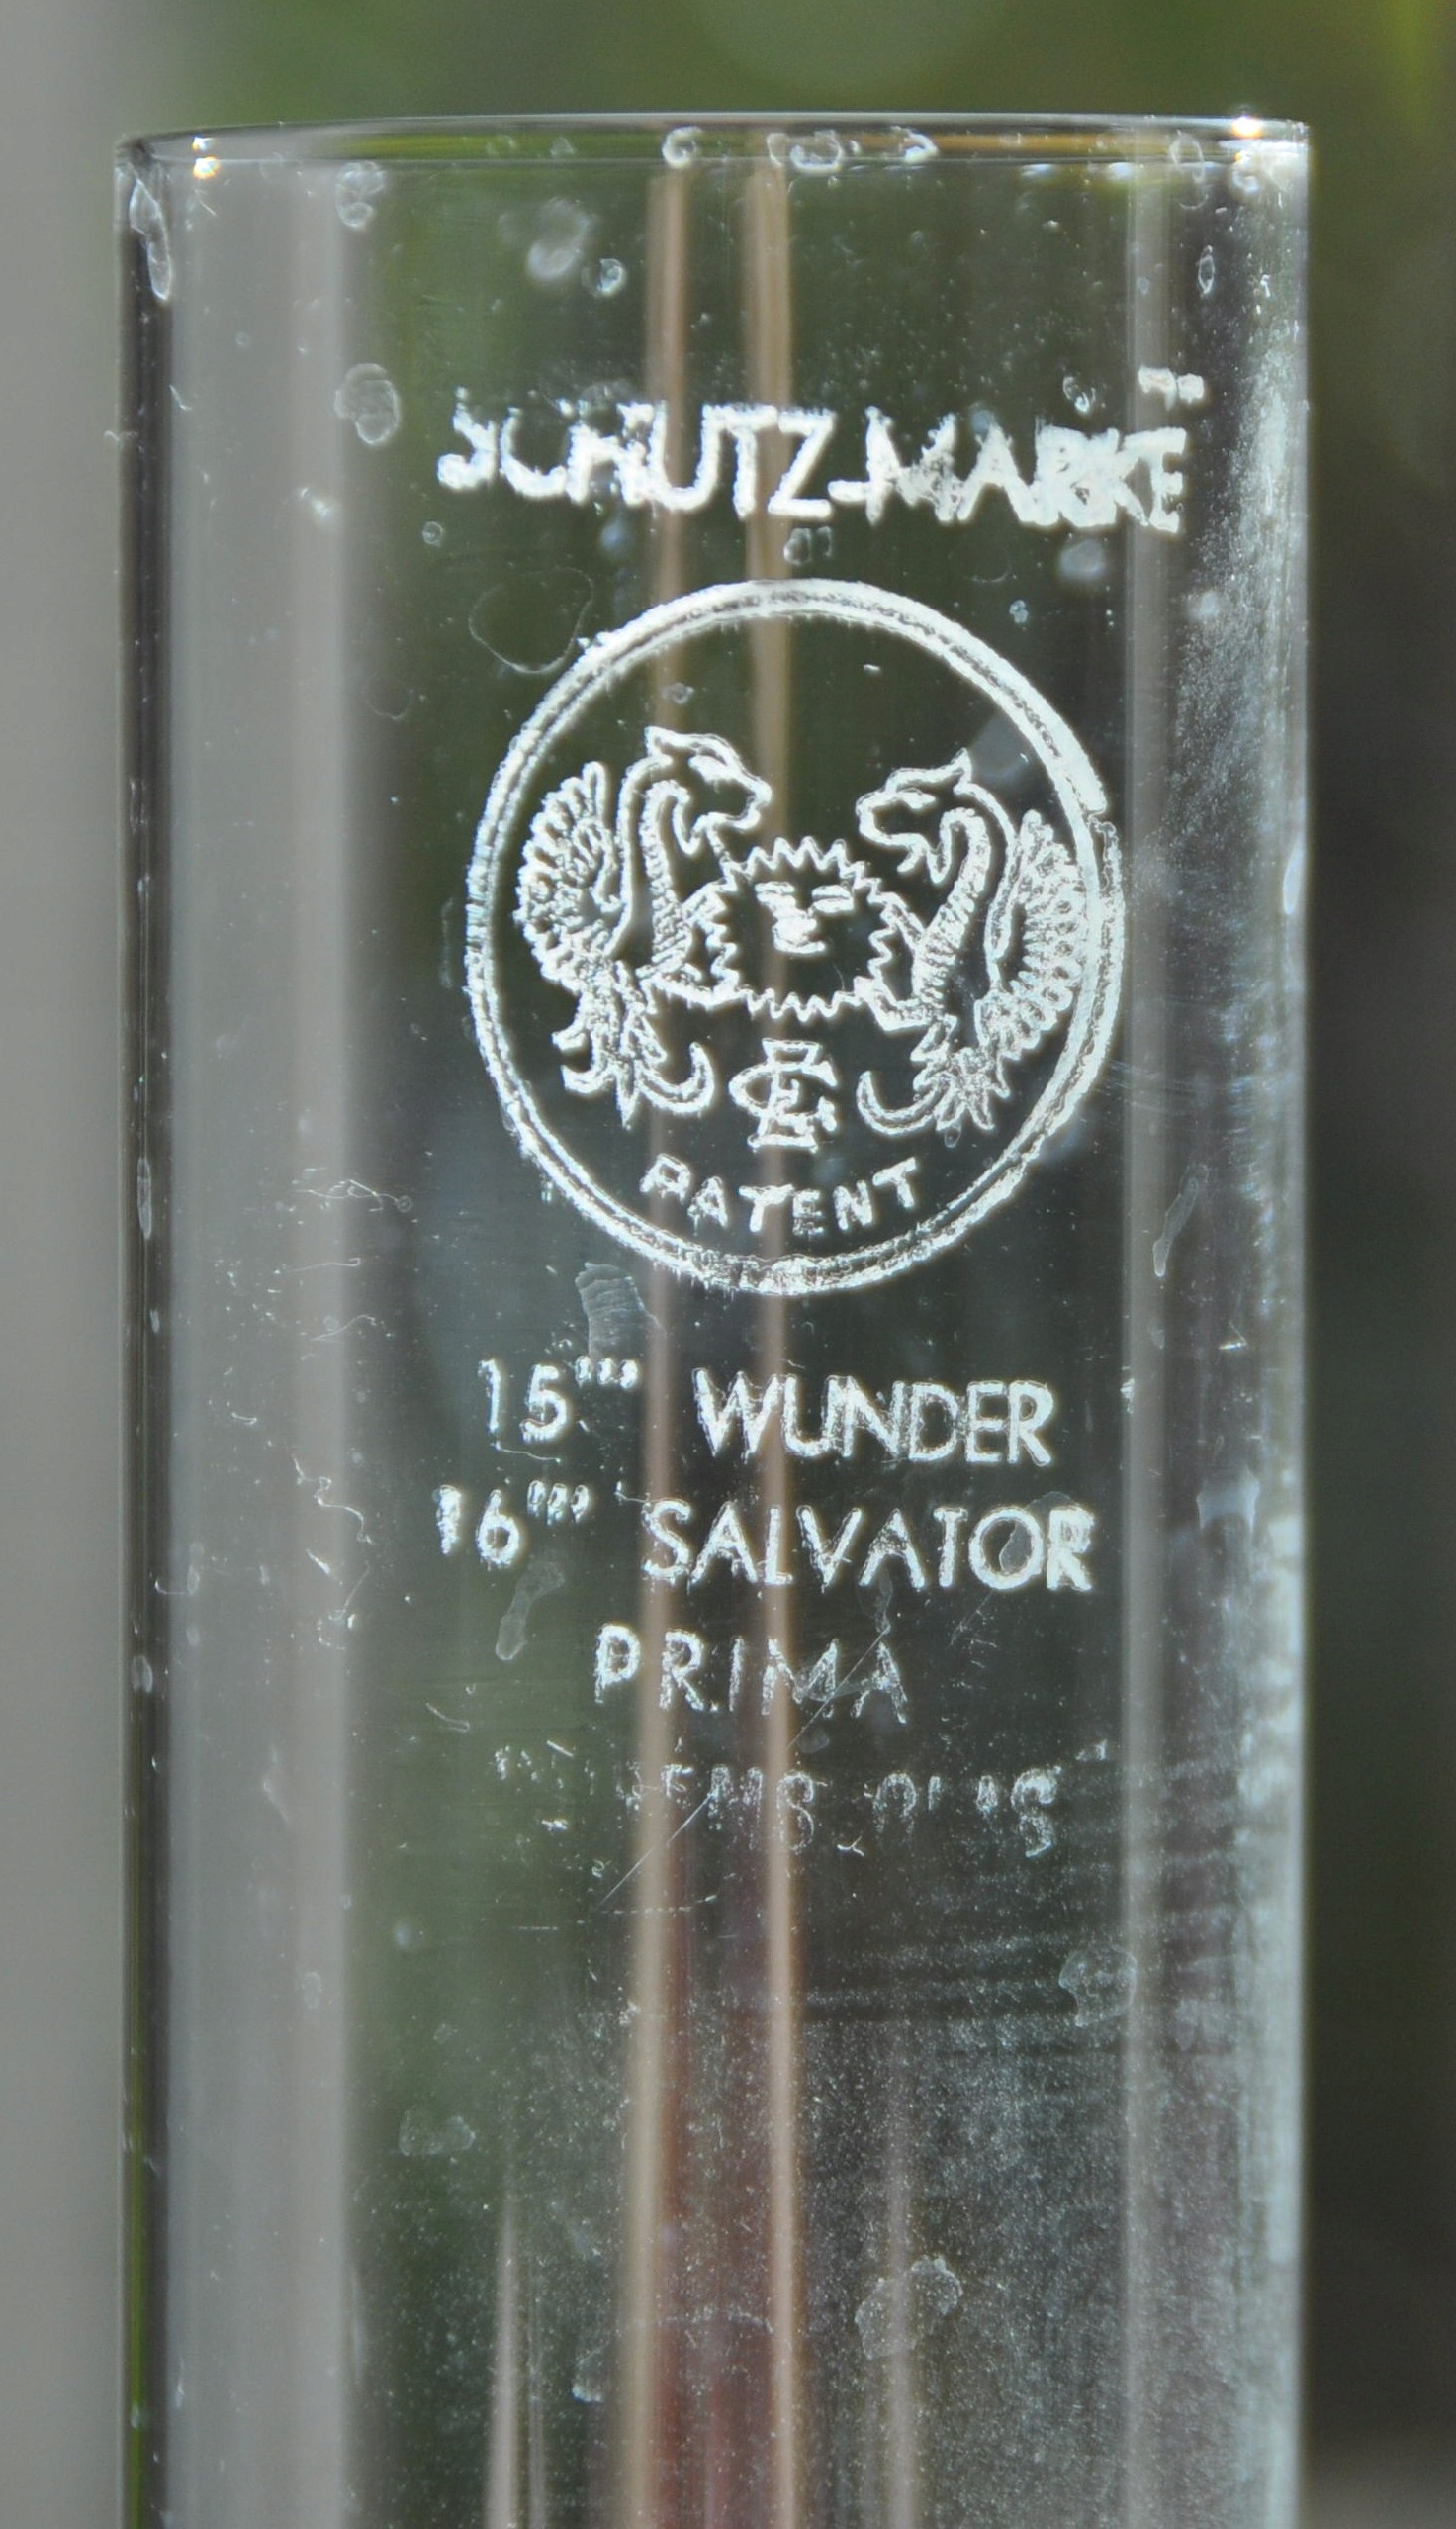 SCHUTZ-MARKE
PATENT
15''' WUNDER
16''' SALVATOR
PRIMA